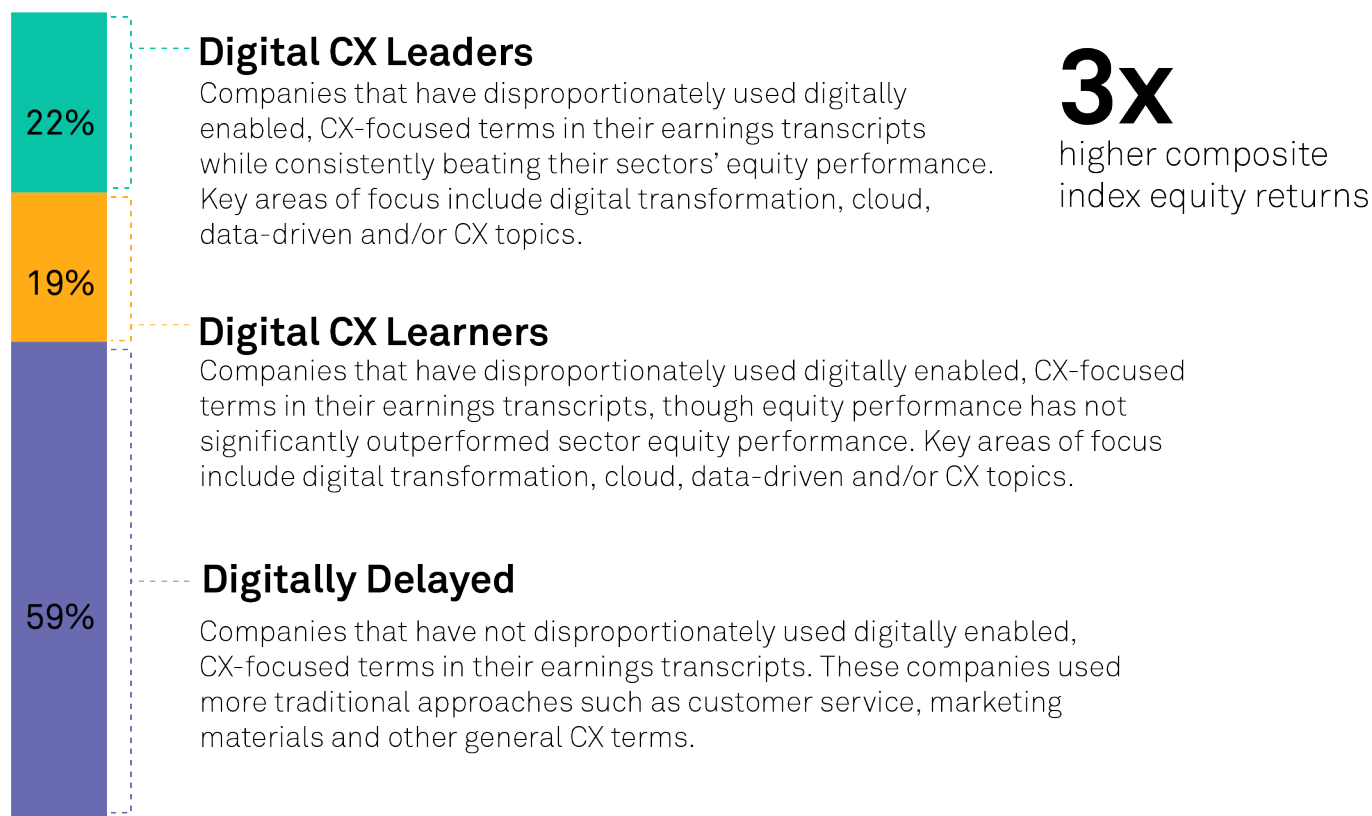 22%
Digital CX Leaders
Companies that have disproportionately used digitally
enabled, CX-focused terms in their earnings transcripts
while consistently beating their sectors’ equity performance.
Key areas of focus include digital transformation, cloud,
data-driven and/or CX topics.
3x
higher composite
index equity returns
19%
Digital CX Learners
Companies that have disproportionately used digitally enabled, CX-focused
terms in their earnings transcripts, though equity performance has not
significantly outperformed sector equity performance. Key areas of focus
include digital transformation, cloud, data-driven and/or CX topics.
59%
Digitally Delayed
Companies that have not disproportionately used digitally enabled,
CX-focused terms in their earnings transcripts. These companies used
more traditional approaches such as customer service, marketing
materials and other general CX terms.